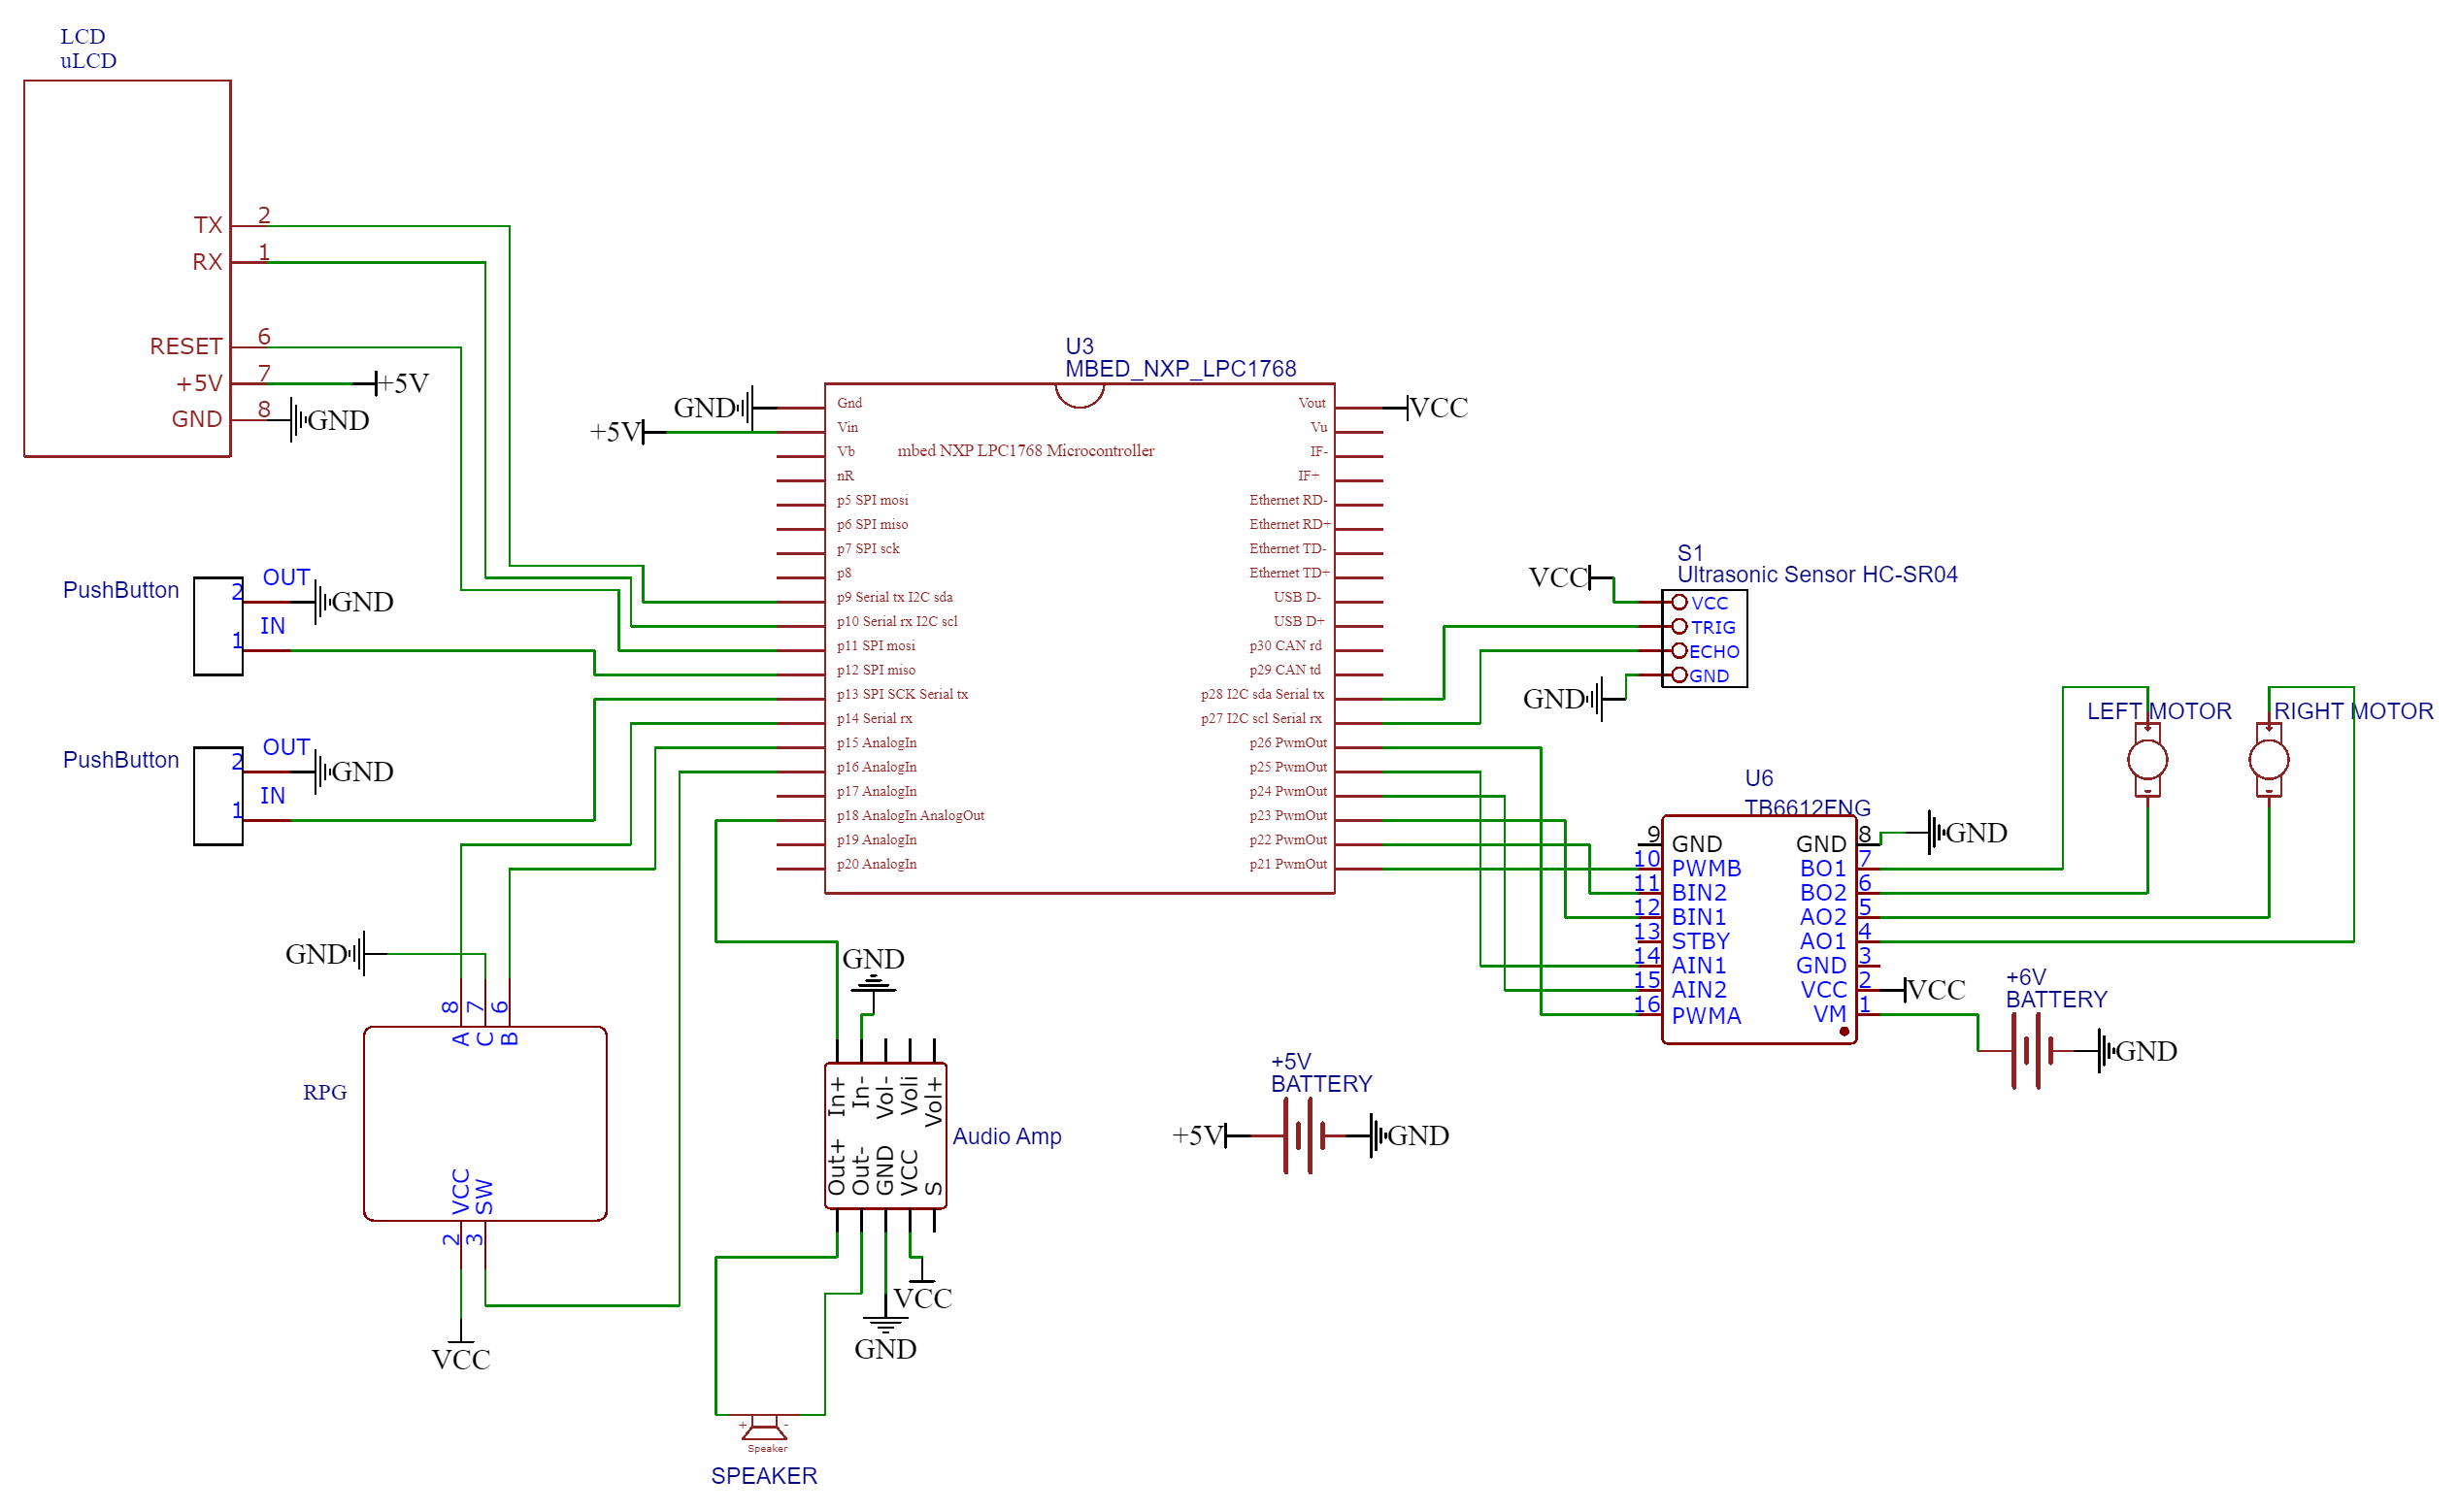 LCD
uLCD
TX
2
RX
1
RESET
6
+5V
7
+5V
GND
8
GND
PushButton
2
OUT
GND
1
IN
PushButton
2
OUT
GND
1
IN
U3
MBED_NXP_LPC1768
mbed NXP LPC1768 Microcontroller
GND
+5V
Gnd
Vin
Vb
nR
p5 SPI mosi
p6 SPI miso
p7 SPI sck
p8
p9 Serial tx I2C sda
p10 Serial rx I2C scl
p11 SPI mosi
p12 SPI miso
p13 SPI SCK Serial tx
p14 Serial rx
p15 AnalogIn
p16 AnalogIn
p17 AnalogIn
p18 AnalogIn AnalogOut
p19 AnalogIn
p20 AnalogIn
Vout
VCC
Vu
IF-
IF+
Ethernet RD-
Ethernet RD+
Ethernet TD-
Ethernet TD+
USB D-
USB D+
p30 CAN rd
p29 CAN td
p28 I2C sda Serial tx
p27 I2C scl Serial rx
p26 PwmOut
p25 PwmOut
p24 PwmOut
p23 PwmOut
p22 PwmOut
p21 PwmOut
S1
Ultrasonic Sensor HC-SR04
VCC
GND
VCC
TRIG
ECHO
GND
LEFT MOTOR
RIGHT MOTOR
U6
TB6612FNG
9
GND
10
PWMB
11
BIN2
12
BIN1
13
STBY
14
AIN1
15
AIN2
16
PWMA
GND
8
GND
BO1
7
BO2
6
AO2
5
AO1
4
GND
3
VCC
2
VCC
VM
1
+6V
BATTERY
GND
GND
8
7
6
A
C
B
RPG
VCC
SW
2
3
VCC
GND
In+
In-
Vol-
Voli
Vol+
Audio Amp
Out+
Out-
GND
VCC
S
VCC
GND
+
-
Speaker
SPEAKER
+5V
BATTERY
+5V
GND